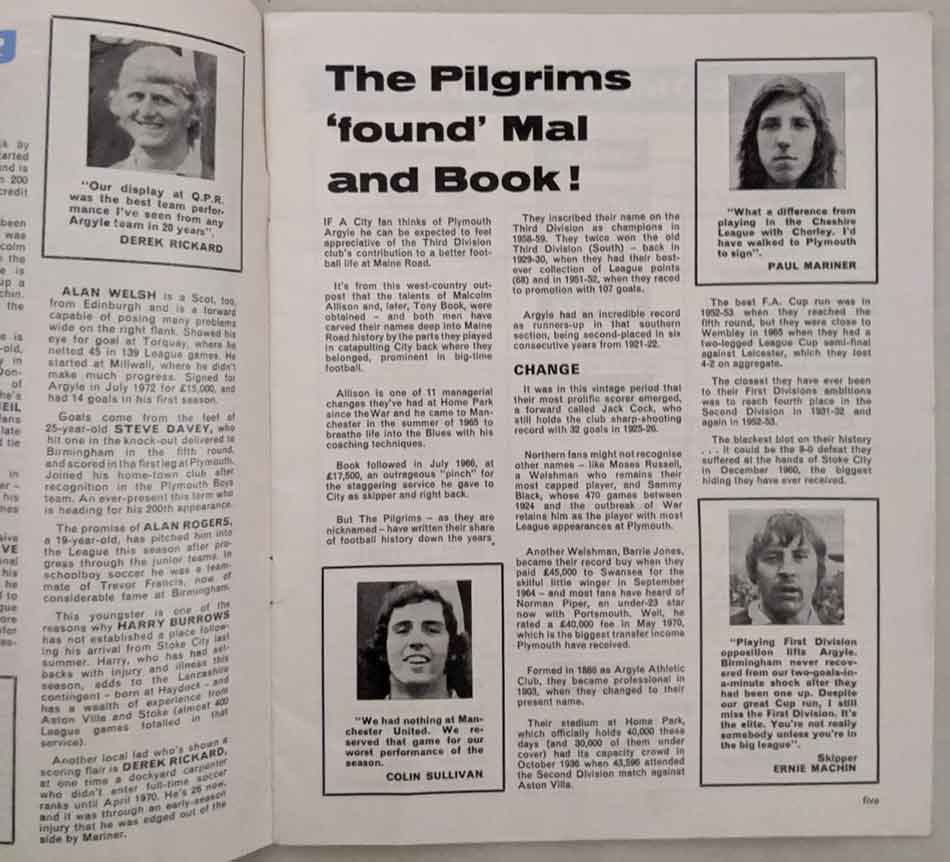 k by
tarted
nd is
n 200
credit
been
was
colm
n the
e is
up a
chin.
the
e is
-old,
y in
Don-
of
he's
EIL
fans
late
d tie
in
er –
his
mes
sive
VE
onal
his
he
d to
gue
ore
for
eas-
"Our display at Q.P.R.
was the best team perfor-
mance I've seen from any
Argyle team in 20 years".
DEREK RICKARD
ALAN WELSH is a Scot, too,
from Edinburgh and is a forward
capable of posing many problems
wide on the right flank. Showed his
eye for goal at Torquay, where he
netted 45 in 139 League games. He
started at Millwall, where he didn't
make much progress. Signed for
Argyle in July 1972 for £15,000, and
had 14 goals in his first season.
Goals come from the feet of
25-year-old STEVE DAVEY, who
hit one in the knock-out delivered to
Birmingham in the fifth round,
and scored in the first leg at Plymouth.
Joined his home-town club after
recognition in the Plymouth Boys
team. An ever-present this term who
is heading for his 200th appearance.
The promise of ALAN ROGERS,
a 19-year-old, has pitched him into
the League this season after pro-
gress through the junior teams. In
schoolboy soccer he was a team-
mate of Trevor Francis, now of
considerable fame at Birmingham.
This youngster is one of the
reasons why HARRY BURROWS
has not established a place follow-
ing his arrival from Stoke City last
summer. Harry, who has had set-
backs with injury and illness this
season, adds to the Lancashire
contingent – born at Haydock – and
has a wealth of experience from
Aston Villa and Stoke (almost 400
League games totalled in that
service).
Another local lad who's shown a
scoring flair is DEREK RICKARD,
at one time a dockyard carpenter
who didn't enter full-time soccer
ranks until April 1970. He's 26 now,
and it was through an early-season
injury that he was edged out of the
side by Mariner.
The Pilgrims
'found' Mal
and Book!
IF A City fan thinks of Plymouth
Argyle he can be expected to feel
appreciative of the Third Division
club's contribution to a better foot-
ball life at Maine Road.
It's from this west-country out-
post that the talents of Malcolm
Allison and, later, Tony Book, were
obtained – and both men have
carved their names deep into Maine
Road history by the parts they played
in catapulting City back where they
belonged, prominent in big-time
football.
Allison is one of 11 managerial
changes they've had at Home Park
since the War and he came to Man-
chester in the summer of 1965 to
breathe life into the Blues with his
coaching techniques.
Book followed in July 1966, at
£17,500, an outrageous "pinch" for
the staggering service he gave to
City as skipper and right back.
But The Pilgrims – as they are
nicknamed – have written their share
of football history down the years.
"We had nothing at Man-
chester United. We re-
served that game for our
worst performance of the
season.
COLIN SULLIVAN
They inscribed their name on the
Third Division as champions in
1958-59. They twice won the old
Third Division (South) – back in
1929-30, when they had their best-
ever collection of League points
(68) and in 1951-52, when they raced
to promotion with 107 goals.
Argyle had an incredible record
as runners-up in that southern
section, being second-placed in six
consecutive years from 1921-22.
CHANGE
It was in this vintage period that
their most prolific scorer emerged,
a forward called Jack Cock, who
still holds the club sharp-shooting
record with 32 goals in 1925-26.
Northern fans might not recognise
other names – like Moses Russell,
a Welshman who remains their
most capped player, and Sammy
Black, whose 470 games between
1924 and the outbreak of War
retains him as the player with most
League appearances at Plymouth.
Another Welshman, Barrie Jones,
became their record buy when they
paid £45,000 to Swansea for the
skilful little winger in September
1964 – and most fans have heard of
Norman Piper, an under-23 star
now with Portsmouth. Well, he
rated a £40,000 fee in May 1970,
which is the biggest transfer income
Plymouth have received.
Formed in 1886 as Argyle Athletic
Club, they became professional in
1903, when they changed to their
present name.
Their stadium at Home Park,
which officially holds 40,000 these
days (and 30,000 of them under
cover) had its capacity crowd in
October 1936 when 43,596 attended
the Second Division match against
Aston Villa.
"What a difference from
playing in the Cheshire
League with Chorley. I'd
have walked to Plymouth
to sign".
PAUL MARINER
The best F.A. Cup run was in
1952-53 when they reached the
fifth round, but they were close to
Wembley in 1965 when they had a
two-legged League Cup semi-final
against Leicester, which they lost
4-2 on aggregate.
The closest they have ever been
to their First Divisions ambitions
was to reach fourth place in the
Second Division in 1931-32 and
again in 1952-53.
The blackest blot on their history
. . . It could be the 9-0 defeat they
suffered at the hands of Stoke City
in December 1960, the biggest
hiding they have ever received.
"Playing First Division
opposition lifts Argyle.
Birmingham never recov-
ered from our two-goals-in-
a-minute shock after they
had been one up. Despite
our great Cup run, I still
miss the First Division. It's
the elite. You're not really
somebody unless you're in
the big league".
Skipper
ERNIE MACHIN
five